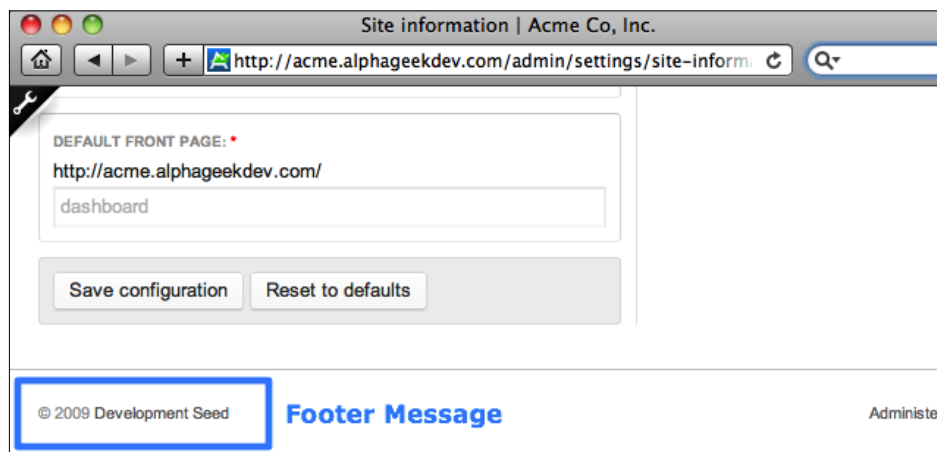 Site information | Acme Co, Inc.
http://acme.alphageekdev.com/admin/settings/site-inform
DEFAULT FRONT PAGE: *
http://acme.alphageekdev.com/
dashboard
Save configuration Reset to defaults
© 2009 Development Seed Footer Message Administe